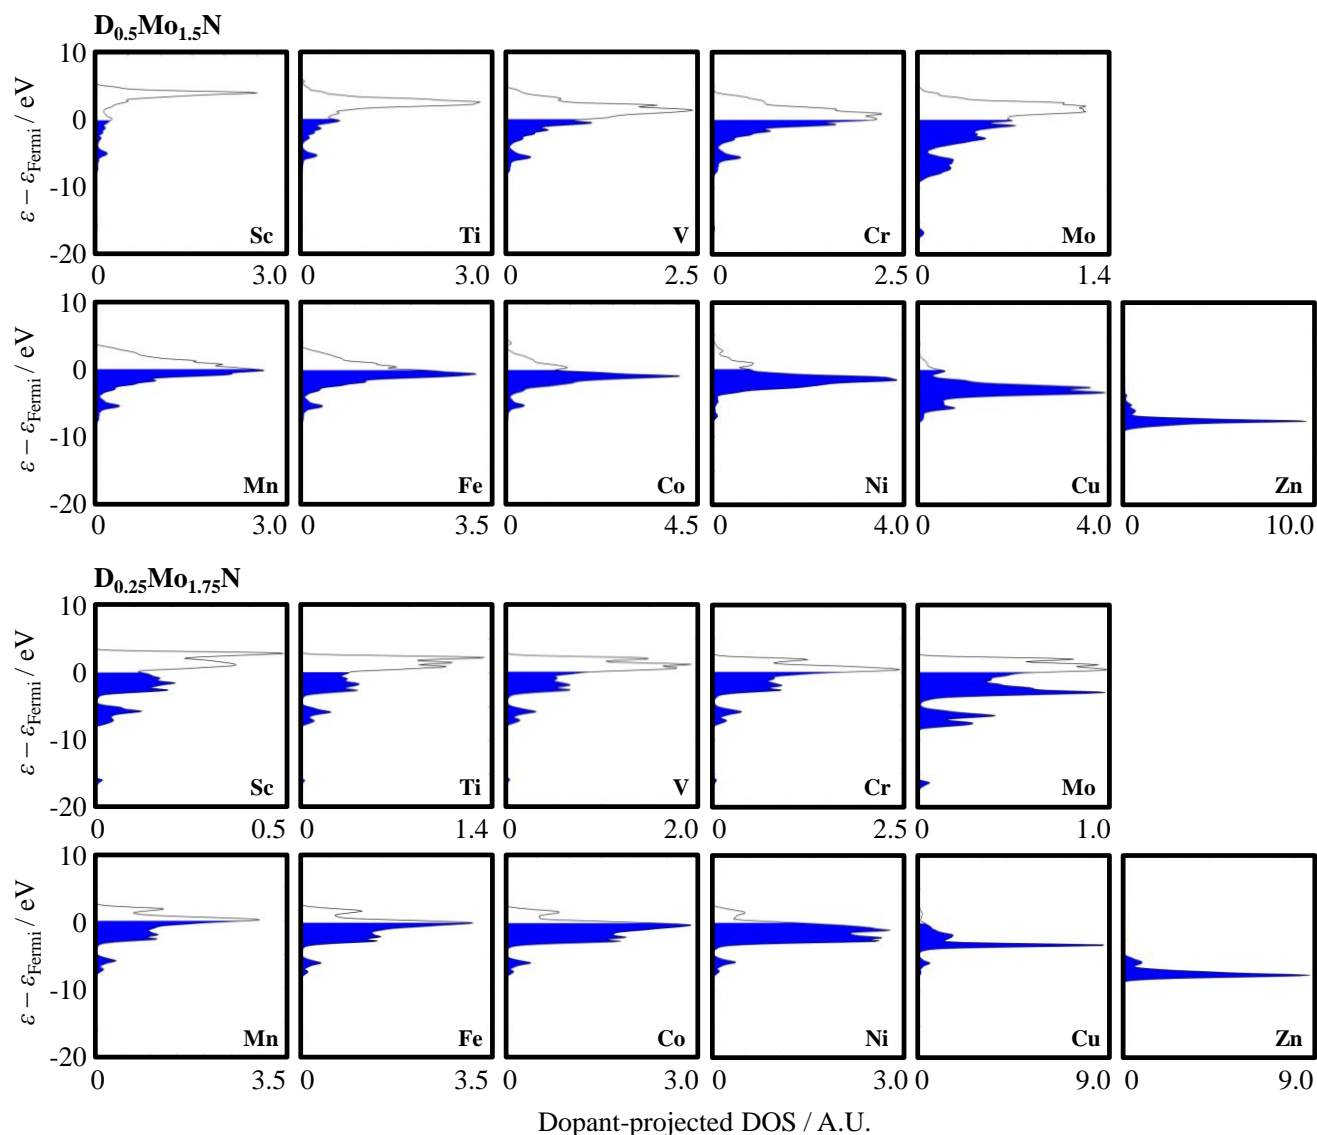 D0.5Mo1.5N
10
0
-10
-20
ε − εFermi / eV
Sc
Ti
V
Cr
Mo
0 3.0
0 3.0
0 2.5
0 2.5
0 1.4
10
0
-10
-20
ε − εFermi / eV
Mn
Fe
Co
Ni
Cu
Zn
0 3.0
0 3.5
0 4.5
0 4.0
0 4.0
0 10.0
D0.25Mo1.75N
10
0
-10
-20
ε − εFermi / eV
Sc
Ti
V
Cr
Mo
0 0.5
0 1.4
0 2.0
0 2.5
0 1.0
10
0
-10
-20
ε − εFermi / eV
Mn
Fe
Co
Ni
Cu
Zn
0 3.5
0 3.5
0 3.0
0 3.0
0 9.0
0 9.0
Dopant-projected DOS / A.U.